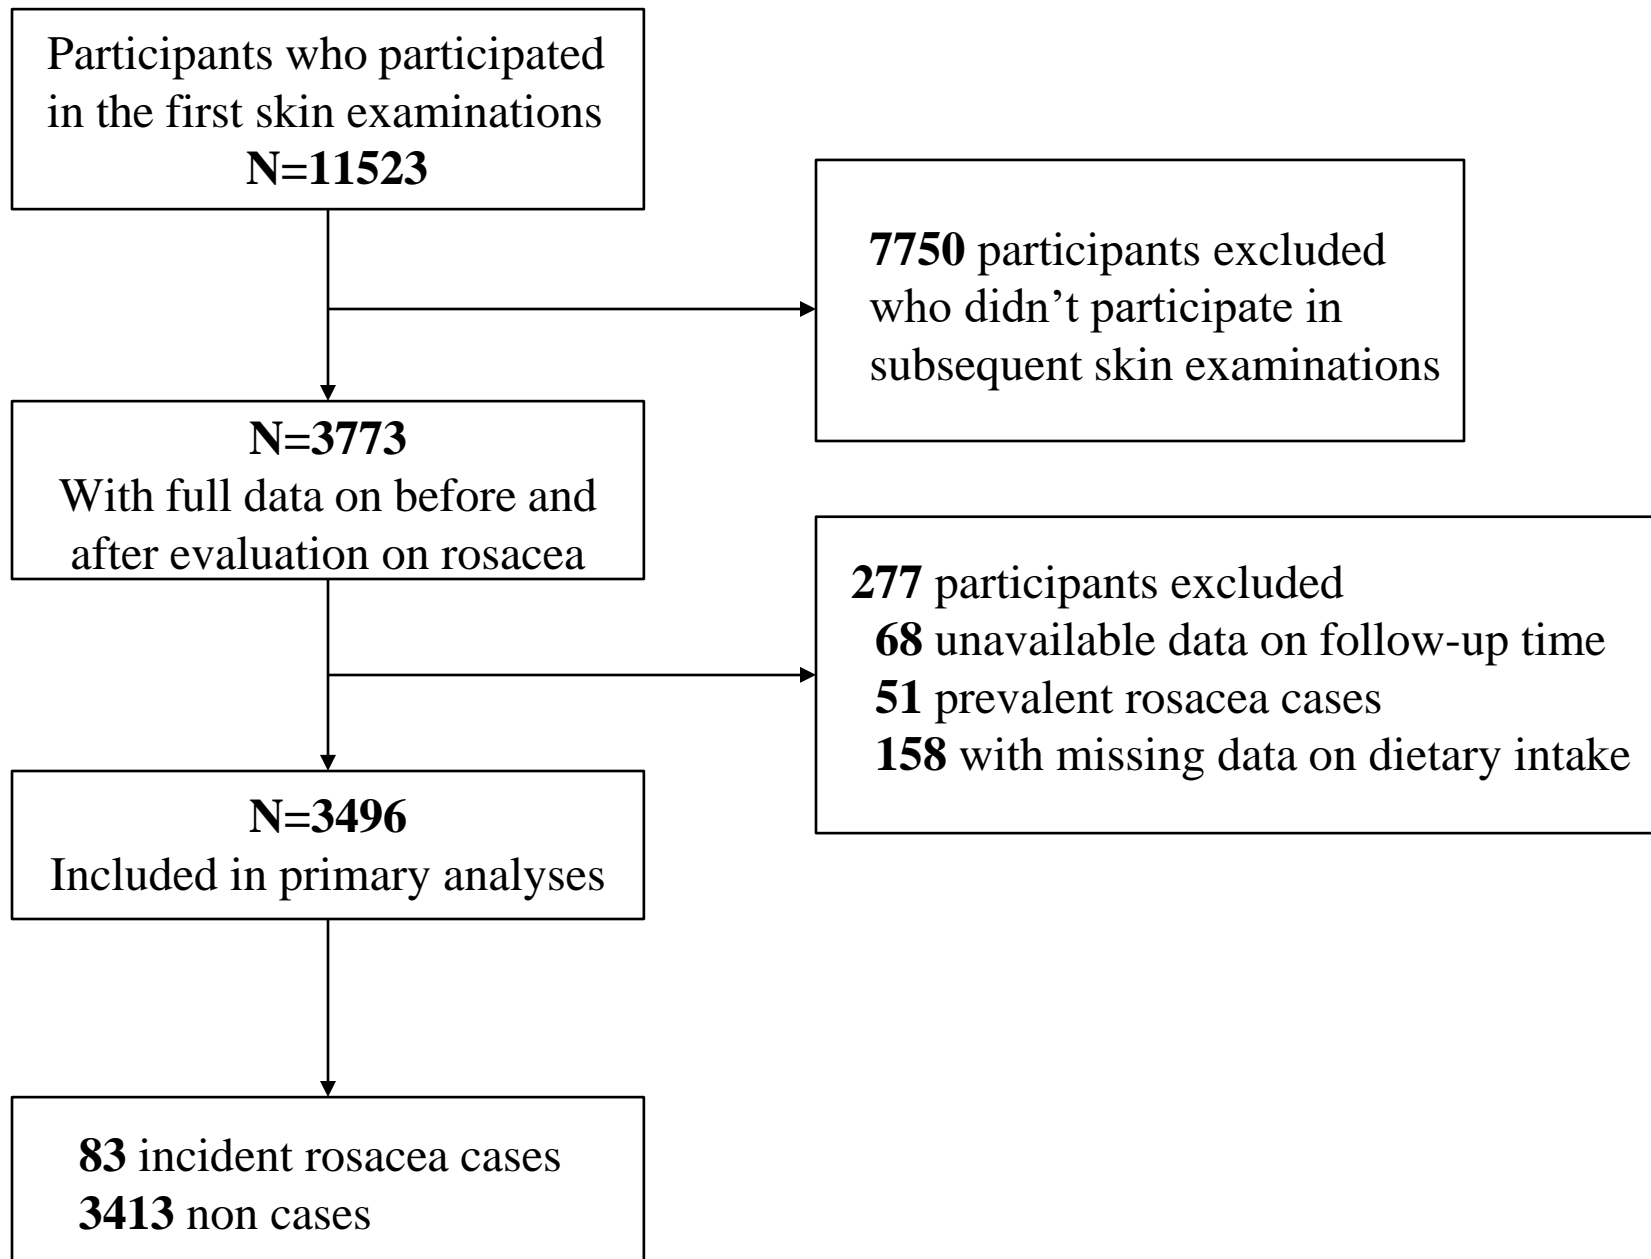 Participants who participated
in the first skin examinations
N=11523
7750 participants excluded
who didn’t participate in
subsequent skin examinations
N=3773
With full data on before and
after evaluation on rosacea
277 participants excluded
68 unavailable data on follow-up time
51 prevalent rosacea cases
158 with missing data on dietary intake
N=3496
Included in primary analyses
83 incident rosacea cases
3413 non cases